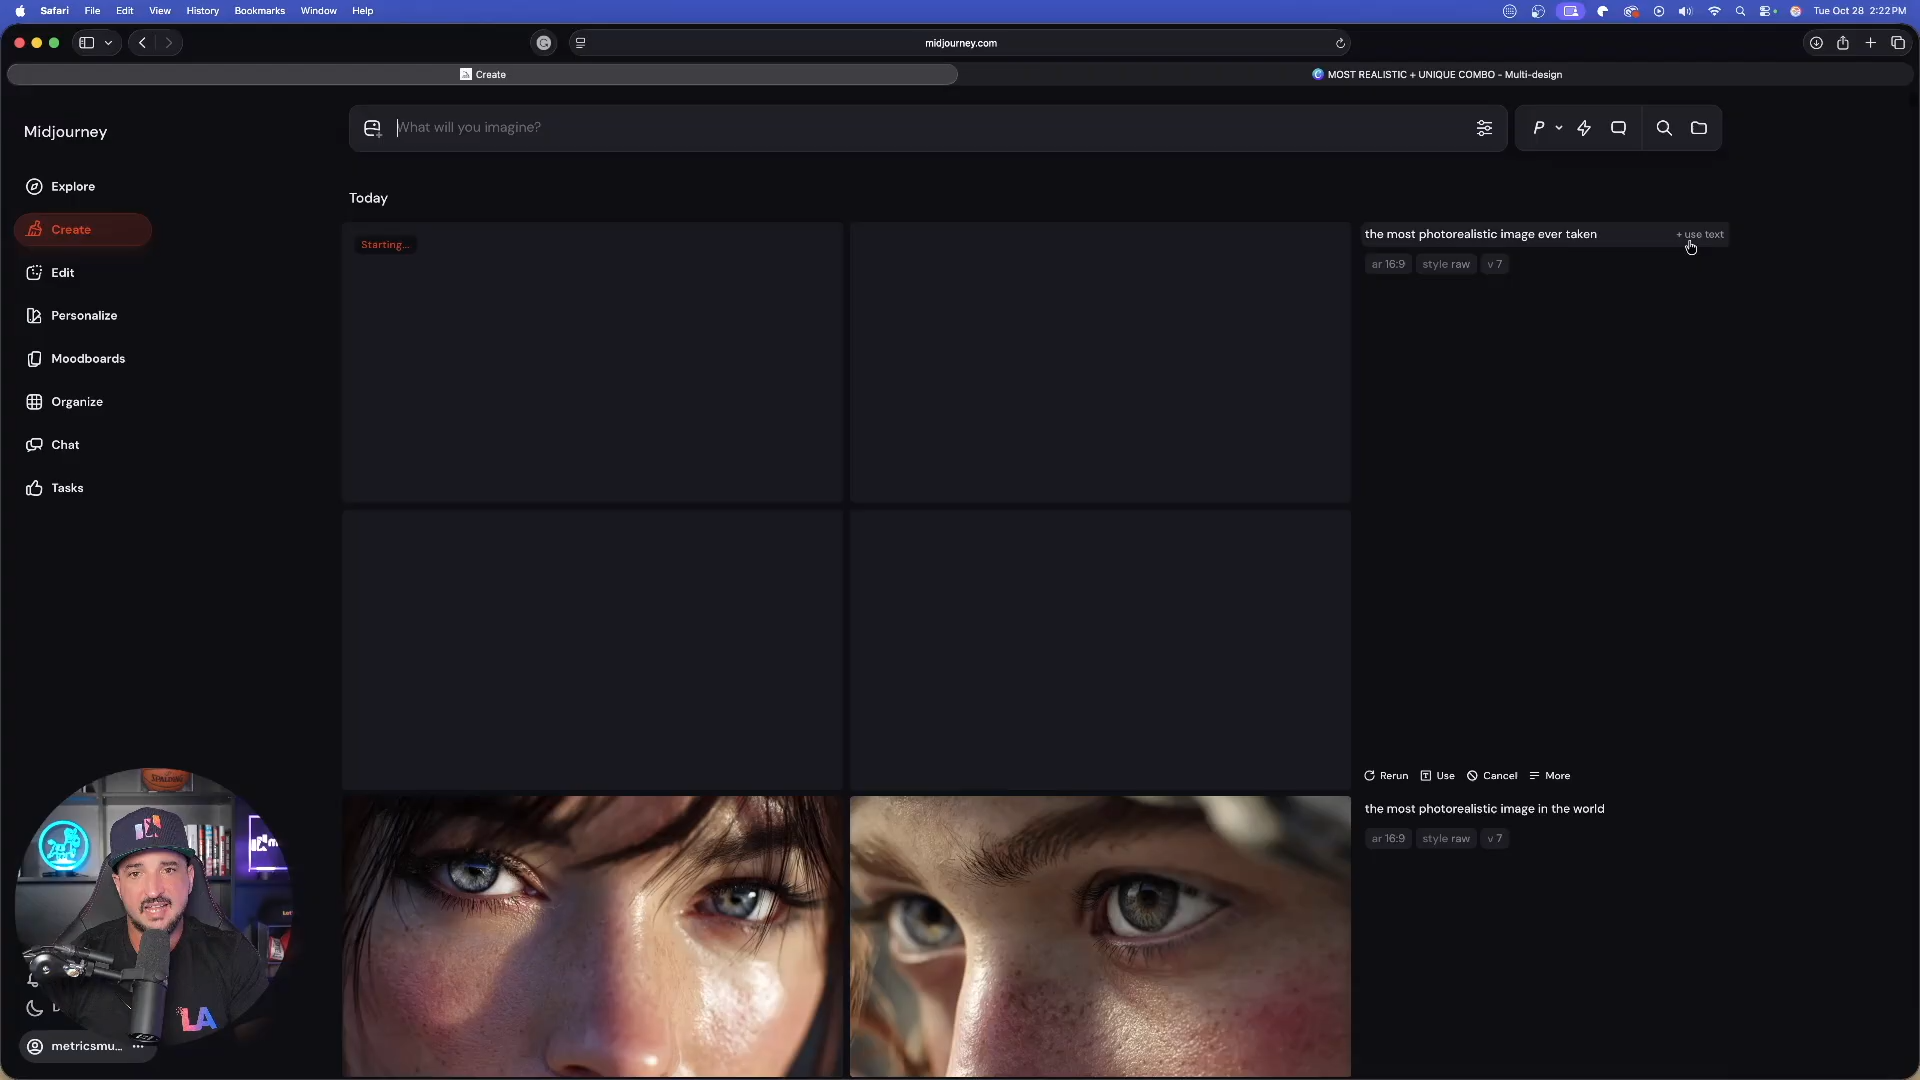 Safari File Edit View History Bookmarks Window Help
Tue Oct 28 2:22 PM
midjourney.com
Create
MOST REALISTIC + UNIQUE COMBO - Multi-design
Midjourney
What will you imagine?
P
Explore
Create
Edit
Personalize
Moodboards
Organize
Chat
Tasks
Today
Starting...
the most photorealistic image ever taken
+ use text
ar 16:9 style raw v 7
Rerun Use Cancel More
the most photorealistic image in the world
ar 16:9 style raw v 7
SPALDING
LA
metricsmu... ...